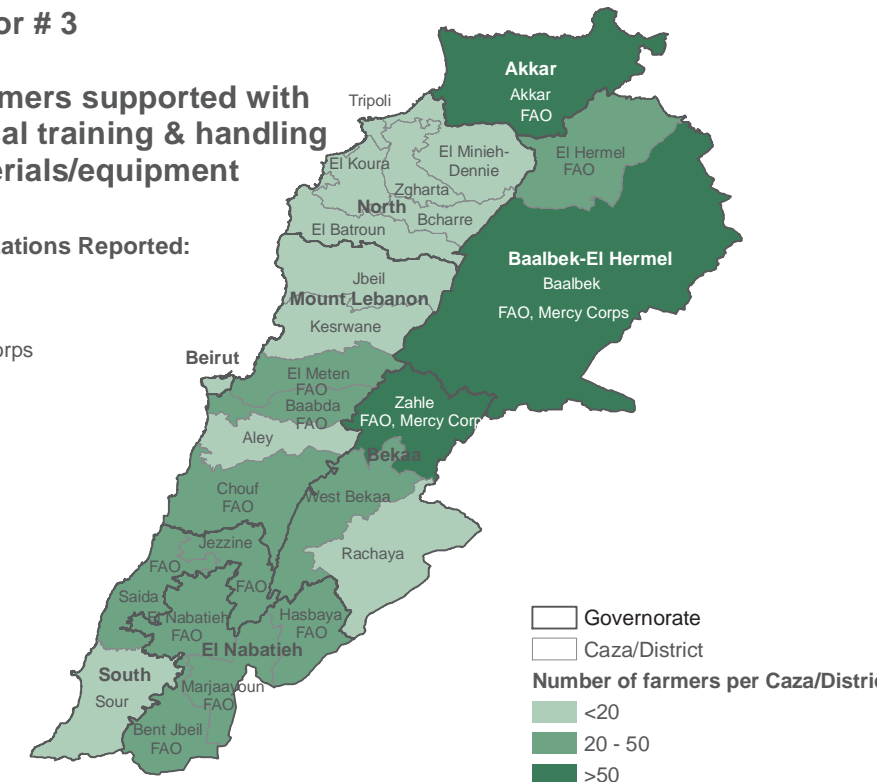 or # 3
mers supported with
al training & handling
erials/equipment
ations Reported:
orps
Akkar
Akkar
FAO
Tripoli
El Minieh-
Dennie
El Koura
Zgharta
North
Bcharre
El Batroun
El Hermel
FAO
Baalbek-El Hermel
Baalbek
FAO, Mercy Corps
Jbeil
Mount Lebanon
Kesrwane
Beirut
El Meten
FAO
Baabda
FAO
Aley
Zahle
FAO, Mercy Corp
Bekaa
West Bekaa
Chouf
FAO
Rachaya
Jezzine
FAO
FAO
Saida
El Nabatieh
FAO
Hasbaya
FAO
El Nabatieh
South
Sour
Marjaayoun
FAO
Bent Jbeil
FAO
Governorate
Caza/District
Number of farmers per Caza/Distric
<20
20 - 50
>50